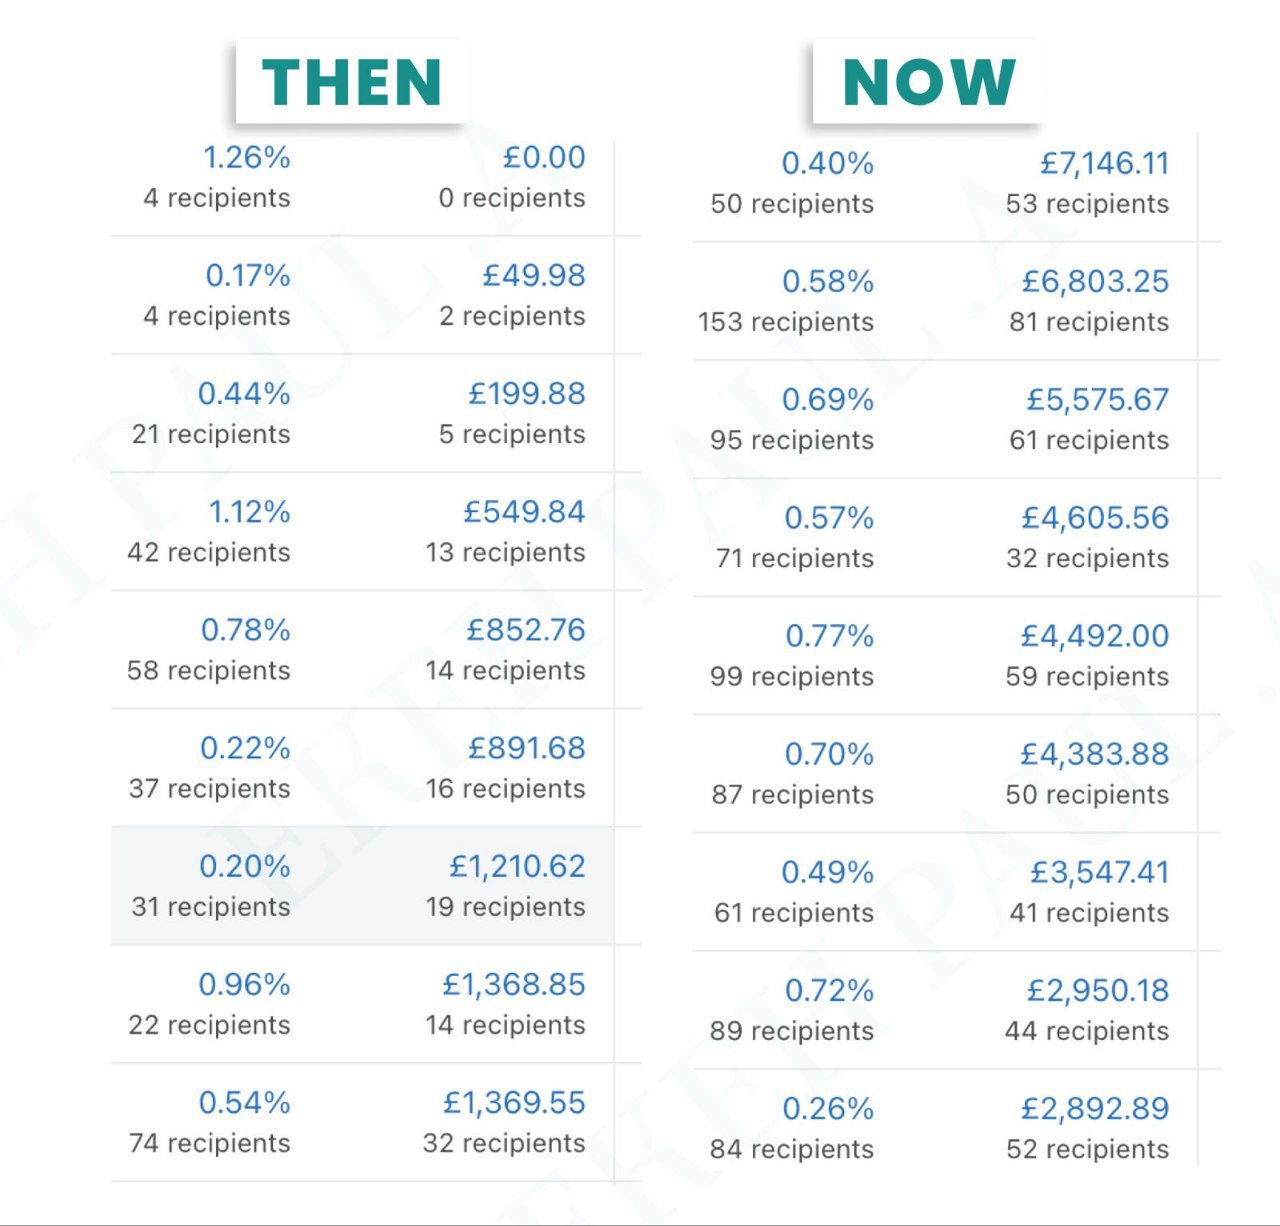 THEN
NOW
1.26% £0.00
4 recipients 0 recipients
0.17% £49.98
4 recipients 2 recipients
0.44% £199.88
21 recipients 5 recipients
1.12% £549.84
42 recipients 13 recipients
0.78% £852.76
58 recipients 14 recipients
0.22% £891.68
37 recipients 16 recipients
0.20% £1,210.62
31 recipients 19 recipients
0.96% £1,368.85
22 recipients 14 recipients
0.54% £1,369.55
74 recipients 32 recipients
0.40% £7,146.11
50 recipients 53 recipients
0.58% £6,803.25
153 recipients 81 recipients
0.69% £5,575.67
95 recipients 61 recipients
0.57% £4,605.56
71 recipients 32 recipients
0.77% £4,492.00
99 recipients 59 recipients
0.70% £4,383.88
87 recipients 50 recipients
0.49% £3,547.41
61 recipients 41 recipients
0.72% £2,950.18
89 recipients 44 recipients
0.26% £2,892.89
84 recipients 52 recipients
EKEH PAUL .A